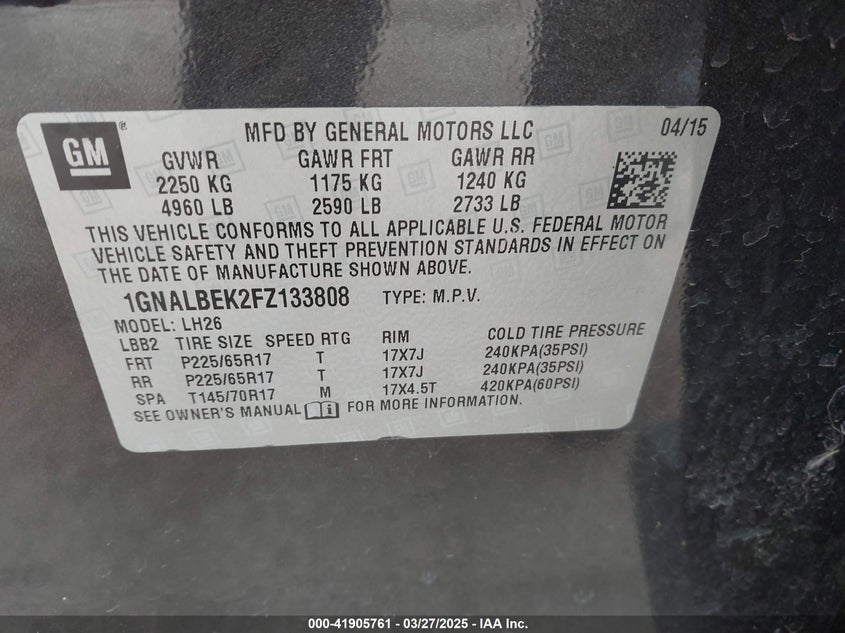 GM
MFD BY GENERAL MOTORS LLC 04/15
GVWR GAWR FRT GAWR RR
2250 KG 1175 KG 1240 KG
4960 LB 2590 LB 2733 LB
THIS VEHICLE CONFORMS TO ALL APPLICABLE U.S. FEDERAL MOTOR
VEHICLE SAFETY AND THEFT PREVENTION STANDARDS IN EFFECT ON
THE DATE OF MANUFACTURE SHOWN ABOVE.
1GNALBEK2FZ133808 TYPE: M.P.V.
MODEL: LH26
LBB2 TIRE SIZE SPEED RTG RIM COLD TIRE PRESSURE
FRT P225/65R17 T 17X7J 240KPA(35PSI)
RR P225/65R17 T 17X7J 240KPA(35PSI)
SPA T145/70R17 M 17X4.5T 420KPA(60PSI)
SEE OWNER'S MANUAL FOR MORE INFORMATION.
000-41905761 - 03/27/2025 - IAA Inc.